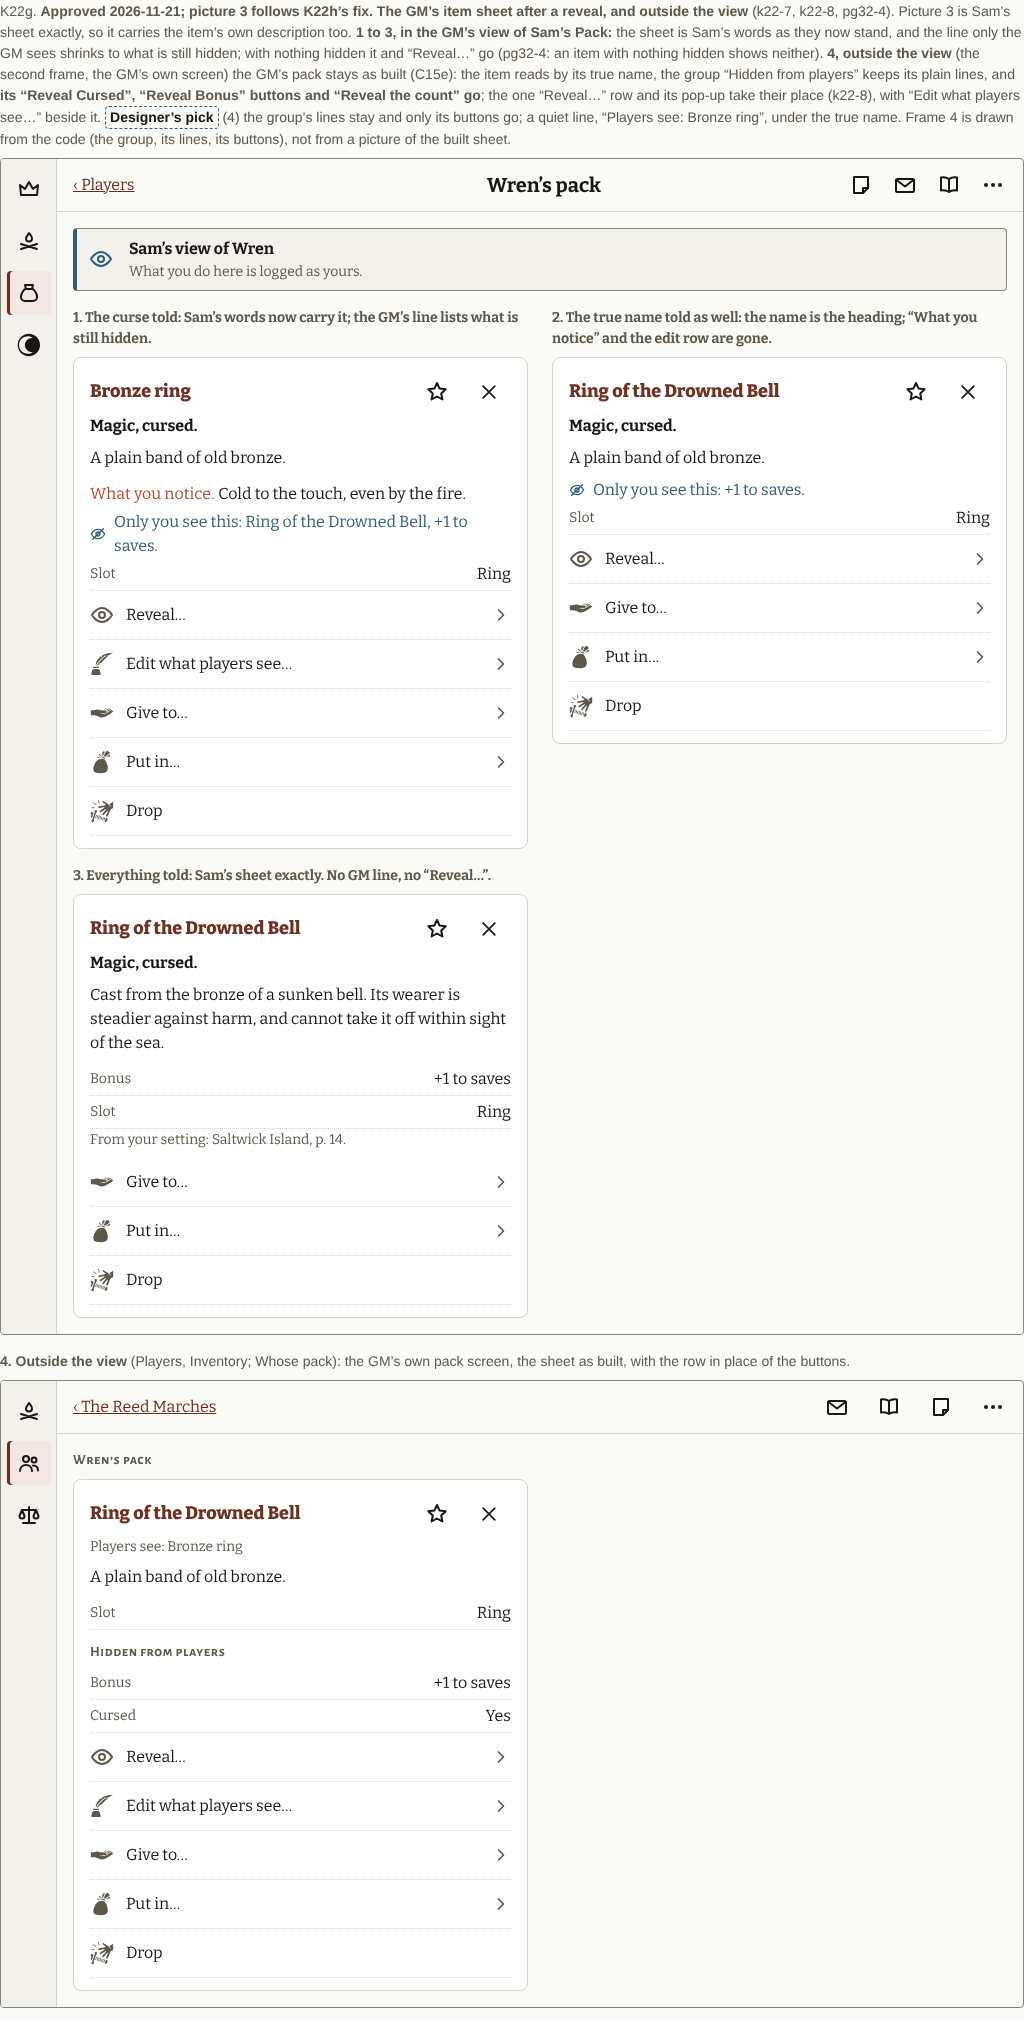 K22g. Approved 2026-11-21; picture 3 follows K22h’s fix. The GM’s item sheet after a reveal, and outside the view (k22-7, k22-8, pg32-4). Picture 3 is Sam’s
sheet exactly, so it carries the item’s own description too. 1 to 3, in the GM’s view of Sam’s Pack: the sheet is Sam’s words as they now stand, and the line only the
GM sees shrinks to what is still hidden; with nothing hidden it and “Reveal…” go (pg32-4: an item with nothing hidden shows neither). 4, outside the view (the
second frame, the GM’s own screen) the GM’s pack stays as built (C15e): the item reads by its true name, the group “Hidden from players” keeps its plain lines, and
its “Reveal Cursed”, “Reveal Bonus” buttons and “Reveal the count” go; the one “Reveal…” row and its pop-up take their place (k22-8), with “Edit what players
see…” beside it. Designer’s pick (4) the group’s lines stay and only its buttons go; a quiet line, “Players see: Bronze ring”, under the true name. Frame 4 is drawn
from the code (the group, its lines, its buttons), not from a picture of the built sheet.
‹ Players
Wren’s pack
Sam’s view of Wren
What you do here is logged as yours.
1. The curse told: Sam’s words now carry it; the GM’s line lists what is
still hidden.
Bronze ring
Magic, cursed.
A plain band of old bronze.
What you notice. Cold to the touch, even by the fire.
Only you see this: Ring of the Drowned Bell, +1 to
saves.
Slot Ring
Reveal…
Edit what players see…
Give to…
Put in…
Drop
2. The true name told as well: the name is the heading; “What you
notice” and the edit row are gone.
Ring of the Drowned Bell
Magic, cursed.
A plain band of old bronze.
Only you see this: +1 to saves.
Slot Ring
Reveal…
Give to…
Put in…
Drop
3. Everything told: Sam’s sheet exactly. No GM line, no “Reveal…”.
Ring of the Drowned Bell
Magic, cursed.
Cast from the bronze of a sunken bell. Its wearer is
steadier against harm, and cannot take it off within sight
of the sea.
Bonus +1 to saves
Slot Ring
From your setting: Saltwick Island, p. 14.
Give to…
Put in…
Drop
4. Outside the view (Players, Inventory; Whose pack): the GM’s own pack screen, the sheet as built, with the row in place of the buttons.
‹ The Reed Marches
Wren’s pack
Ring of the Drowned Bell
Players see: Bronze ring
A plain band of old bronze.
Slot Ring
Hidden from players
Bonus +1 to saves
Cursed Yes
Reveal…
Edit what players see…
Give to…
Put in…
Drop